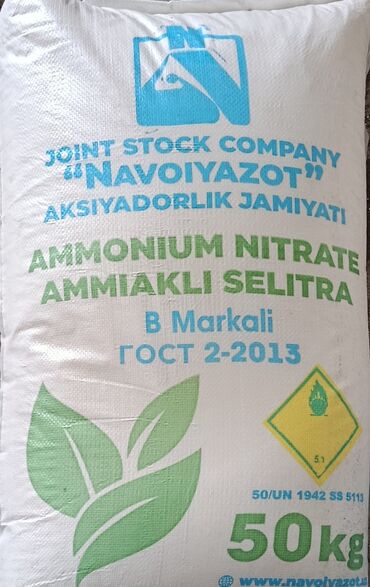 N
JOINT STOCK COMPANY
“NAVOIYAZOT”
AKSIYADORLIK JAMIYATI
AMMONIUM NITRATE
AMMIAKLI SELITRA
B Markali
ГОСТ 2-2013
5.1
50/UN 1942 SS 5113
50kg
www.navoiyazot.u